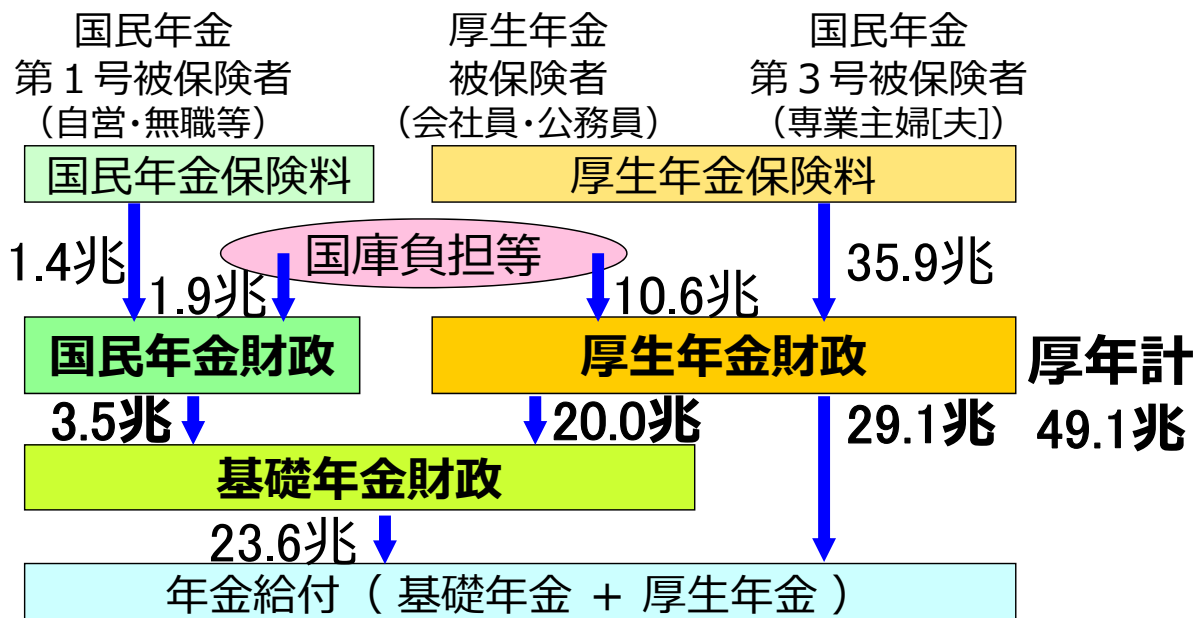 国民年金
第１号被保険者
（自営･無職等）
厚生年金
被保険者
（会社員･公務員）
国民年金
第３号被保険者
（専業主婦[夫]）
国民年金保険料
厚生年金保険料
国庫負担等
1.4兆
1.9兆
10.6兆
35.9兆
国民年金財政
厚生年金財政
厚年計
49.1兆
3.5兆
20.0兆
29.1兆
基礎年金財政
23.6兆
年金給付（ 基礎年金 + 厚生年金 ）